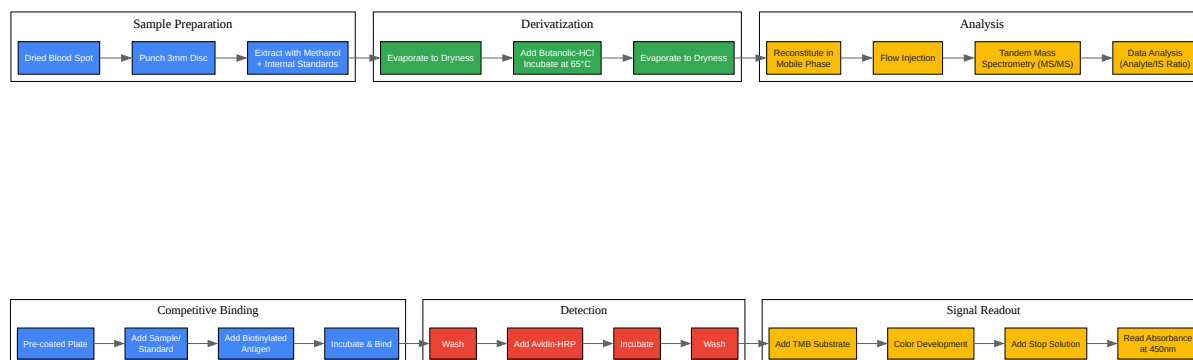 Sample Preparation
Dried Blood Spot
Punch 3mm Disc
Extract with Methanol
+ Internal Standards
Derivatization
Evaporate to Dryness
Add Butanolic-HCl
Incubate at 65°C
Evaporate to Dryness
Analysis
Reconstitute in
Mobile Phase
Flow Injection
Tandem Mass
Spectrometry (MS/MS)
Data Analysis
(Analyte/IS Ratio)
Competitive Binding
Pre-coated Plate
Add Sample/
Standard
Add Biotinylated
Antigen
Incubate & Bind
Detection
Wash
Add Avidin-HRP
Incubate
Wash
Signal Readout
Add TMB Substrate
Color Development
Add Stop Solution
Read Absorbance
at 450nm